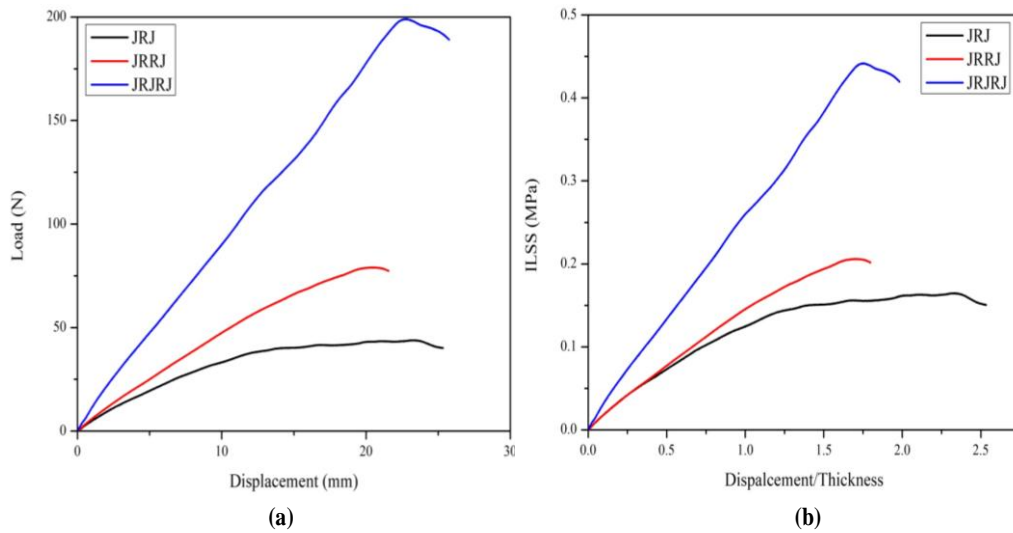 200
150
100
50
0
Load (N)
JRJ
JRRJ
JRJRJ
0
10
20
30
Displacement (mm)
(a)
0.5
0.4
0.3
0.2
0.1
0.0
ILSS (MPa)
JRJ
JRRJ
JRJRJ
0.0
0.5
1.0
1.5
2.0
2.5
Dispalcement/Thickness
(b)